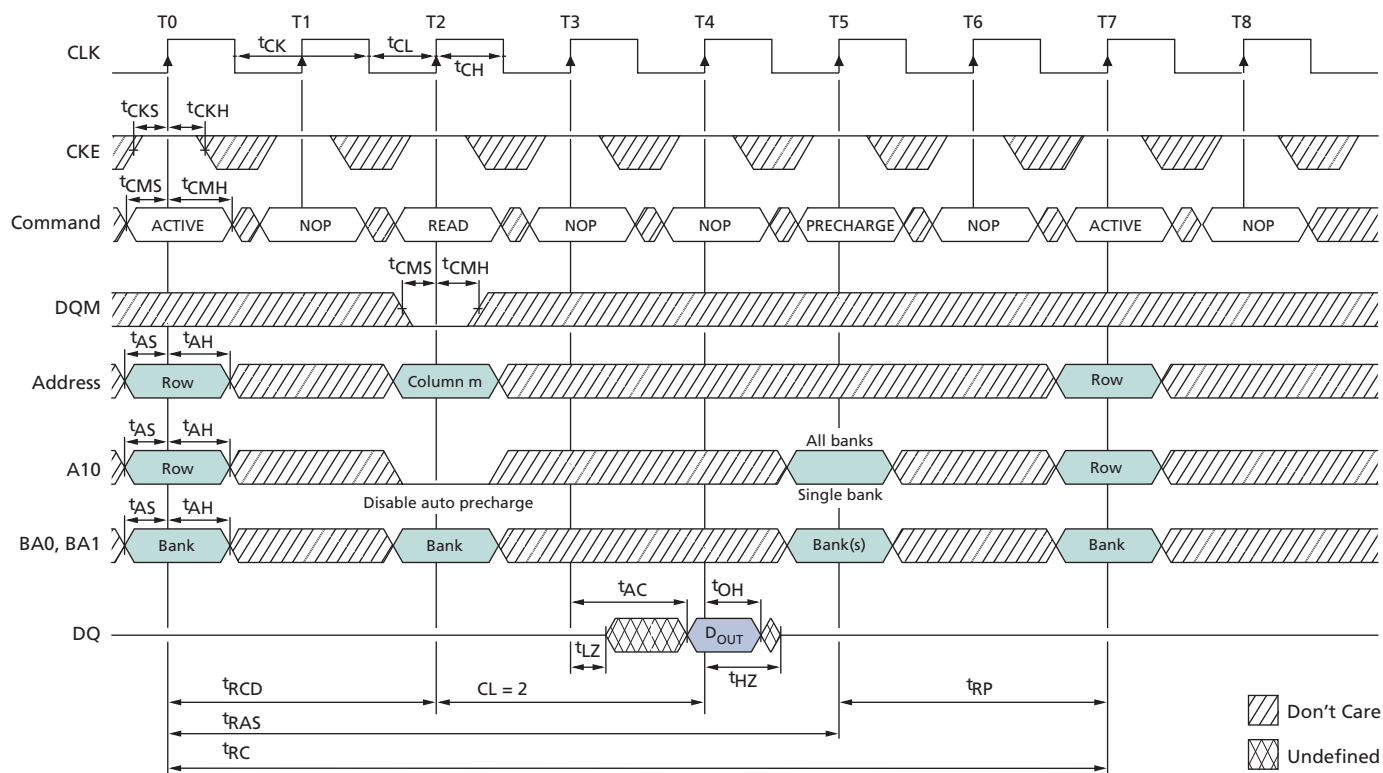 T0 T1 T2 T3 T4 T5 T6 T7 T8
CLK
tCK tCL
tCH
tCKS tCKH
CKE
tCMS tCMH
Command ACTIVE NOP READ NOP NOP PRECHARGE NOP ACTIVE NOP
tCMS tCMH
DQM
tAS tAH
Address Row Column m Row
tAS tAH All banks
A10 Row Row
Disable auto precharge Single bank
tAS tAH
BA0, BA1 Bank Bank Bank(s) Bank
tAC tOH
DQ DOUT
tLZ tHZ
tRCD CL = 2 tRP
tRAS
tRC
Don't Care
Undefined